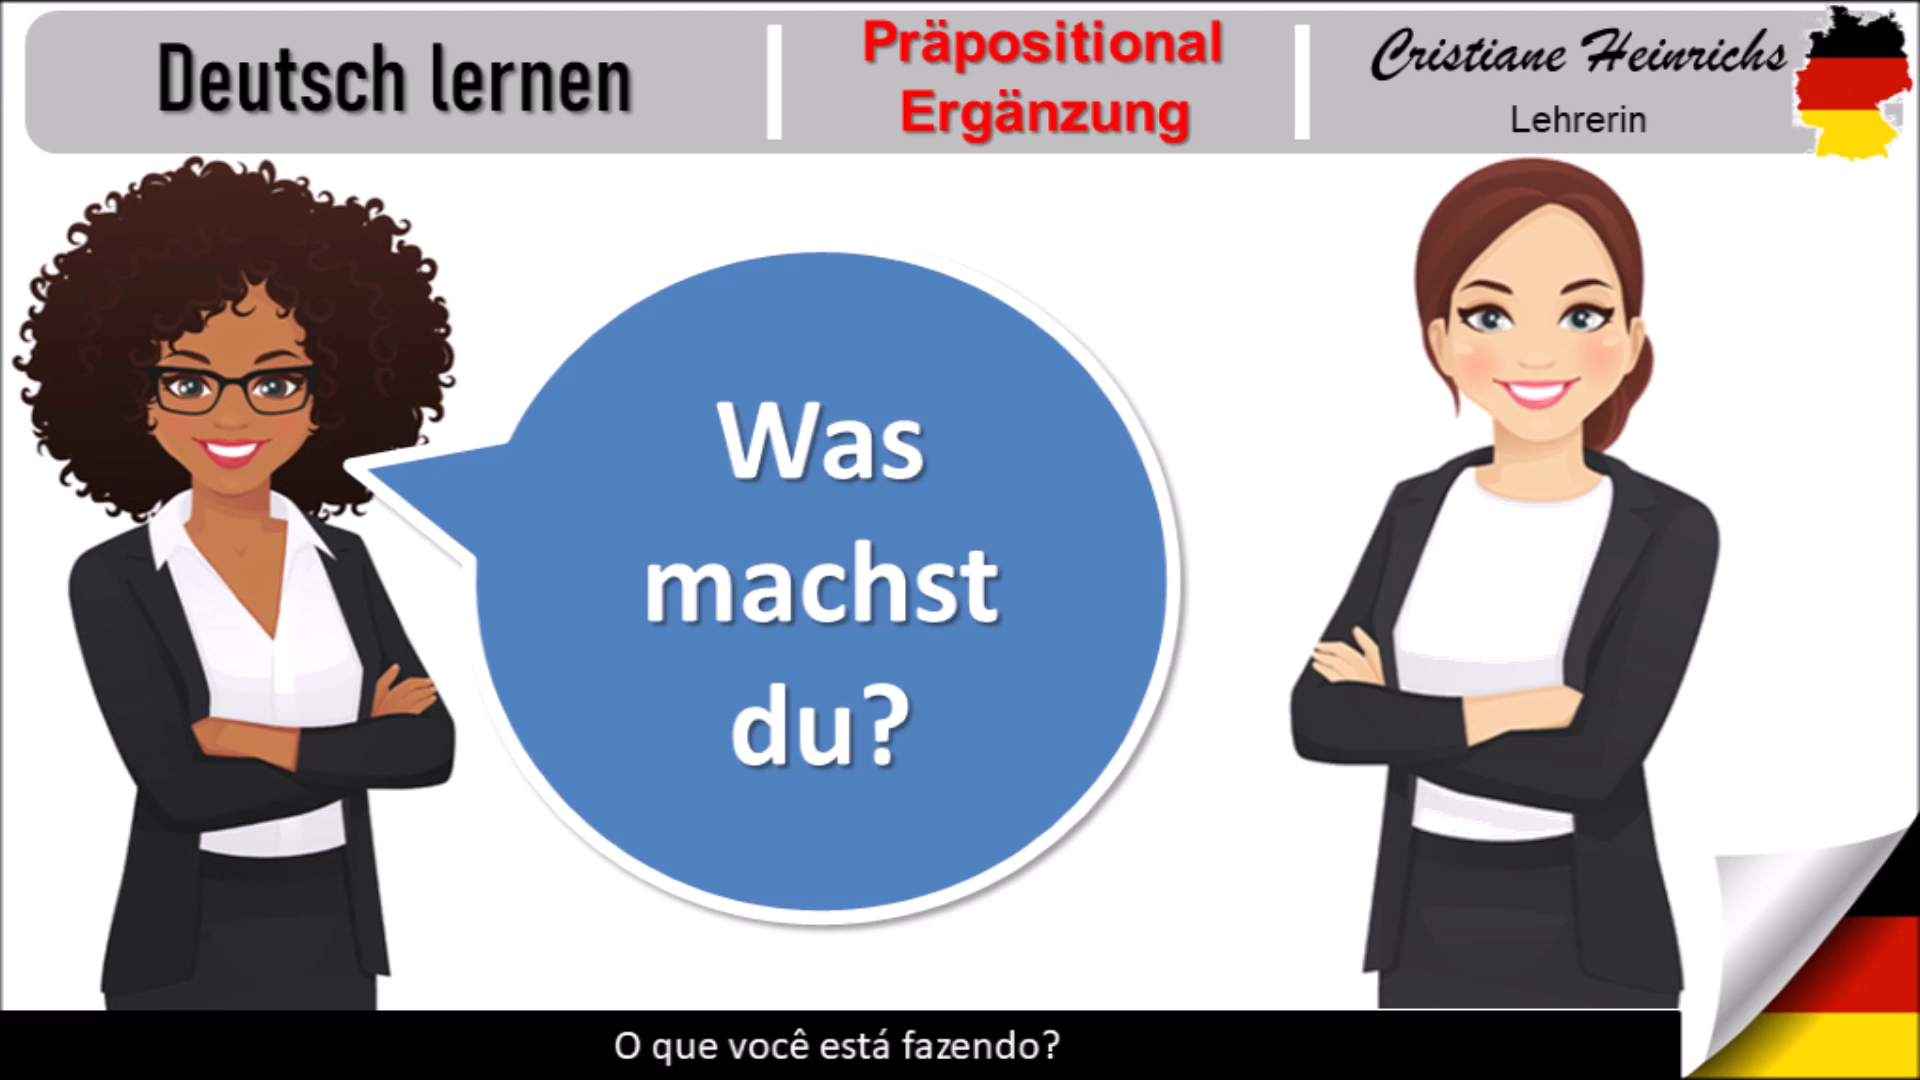 Deutsch lernen
Präpositional
Ergänzung
Cristiane Heinrichs
Lehrerin
Was
machst
du?
O que você está fazendo?